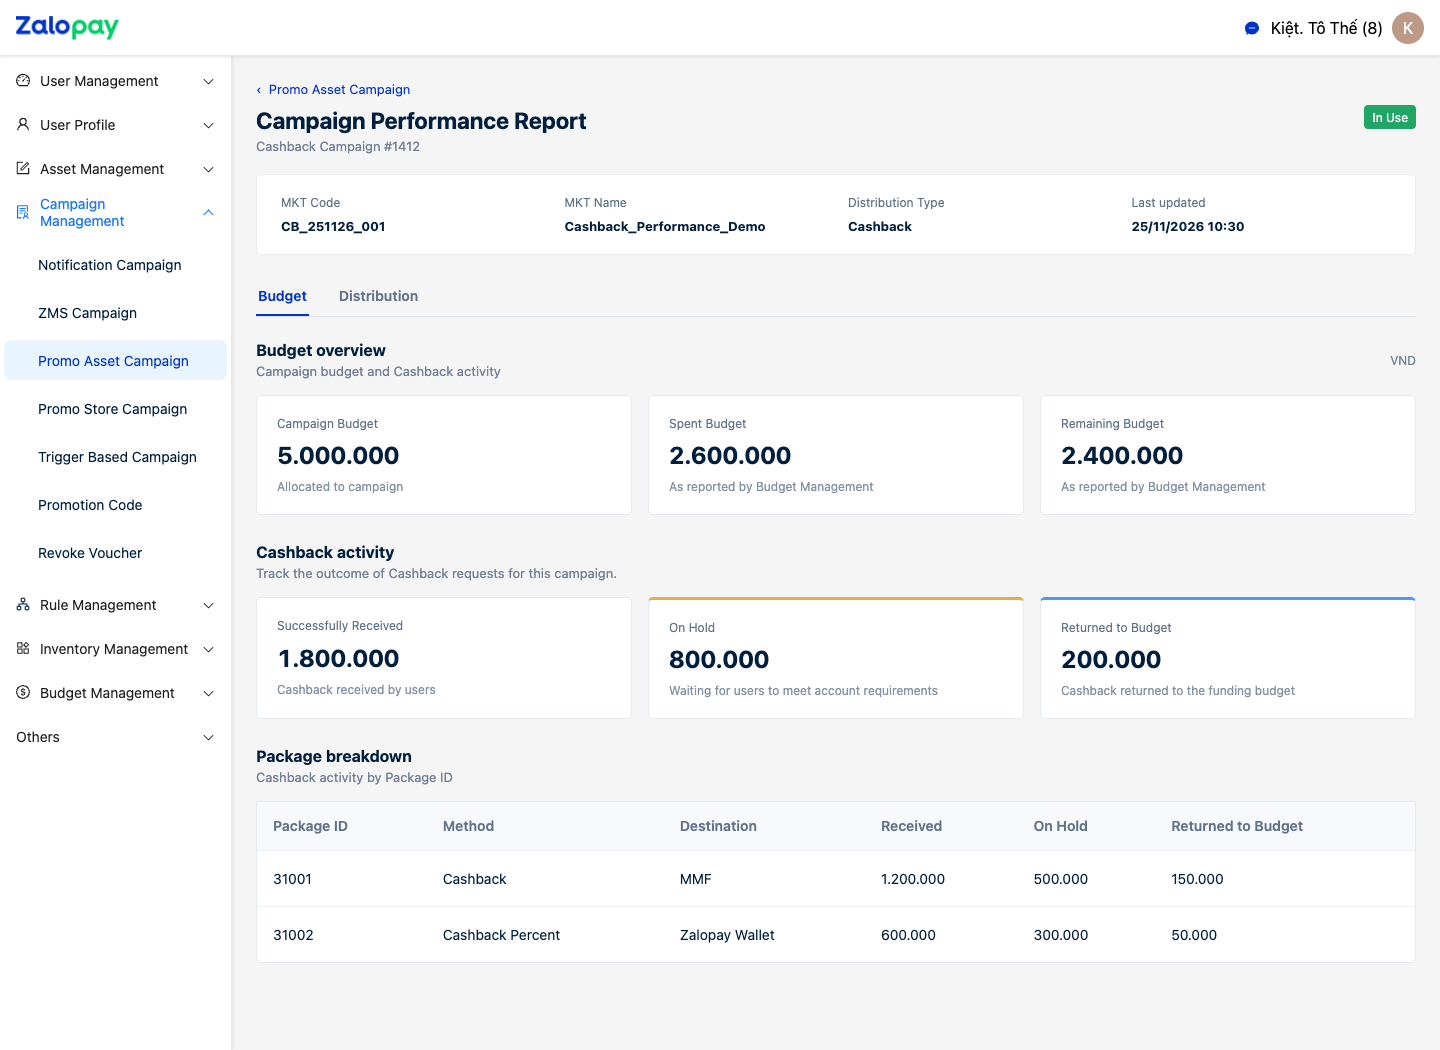 Zalopay
Kiệt. Tô Thế (8)
K
User Management
User Profile
Asset Management
Campaign
Management
Notification Campaign
ZMS Campaign
Promo Asset Campaign
Promo Store Campaign
Trigger Based Campaign
Promotion Code
Revoke Voucher
Rule Management
Inventory Management
Budget Management
Others
‹ Promo Asset Campaign
Campaign Performance Report
In Use
Cashback Campaign #1412
MKT Code
CB_251126_001
MKT Name
Cashback_Performance_Demo
Distribution Type
Cashback
Last updated
25/11/2026 10:30
Budget
Distribution
Budget overview
Campaign budget and Cashback activity
VND
Campaign Budget
5.000.000
Allocated to campaign
Spent Budget
2.600.000
As reported by Budget Management
Remaining Budget
2.400.000
As reported by Budget Management
Cashback activity
Track the outcome of Cashback requests for this campaign.
Successfully Received
1.800.000
Cashback received by users
On Hold
800.000
Waiting for users to meet account requirements
Returned to Budget
200.000
Cashback returned to the funding budget
Package breakdown
Cashback activity by Package ID
Package ID Method Destination Received On Hold Returned to Budget
31001 Cashback MMF 1.200.000 500.000 150.000
31002 Cashback Percent Zalopay Wallet 600.000 300.000 50.000